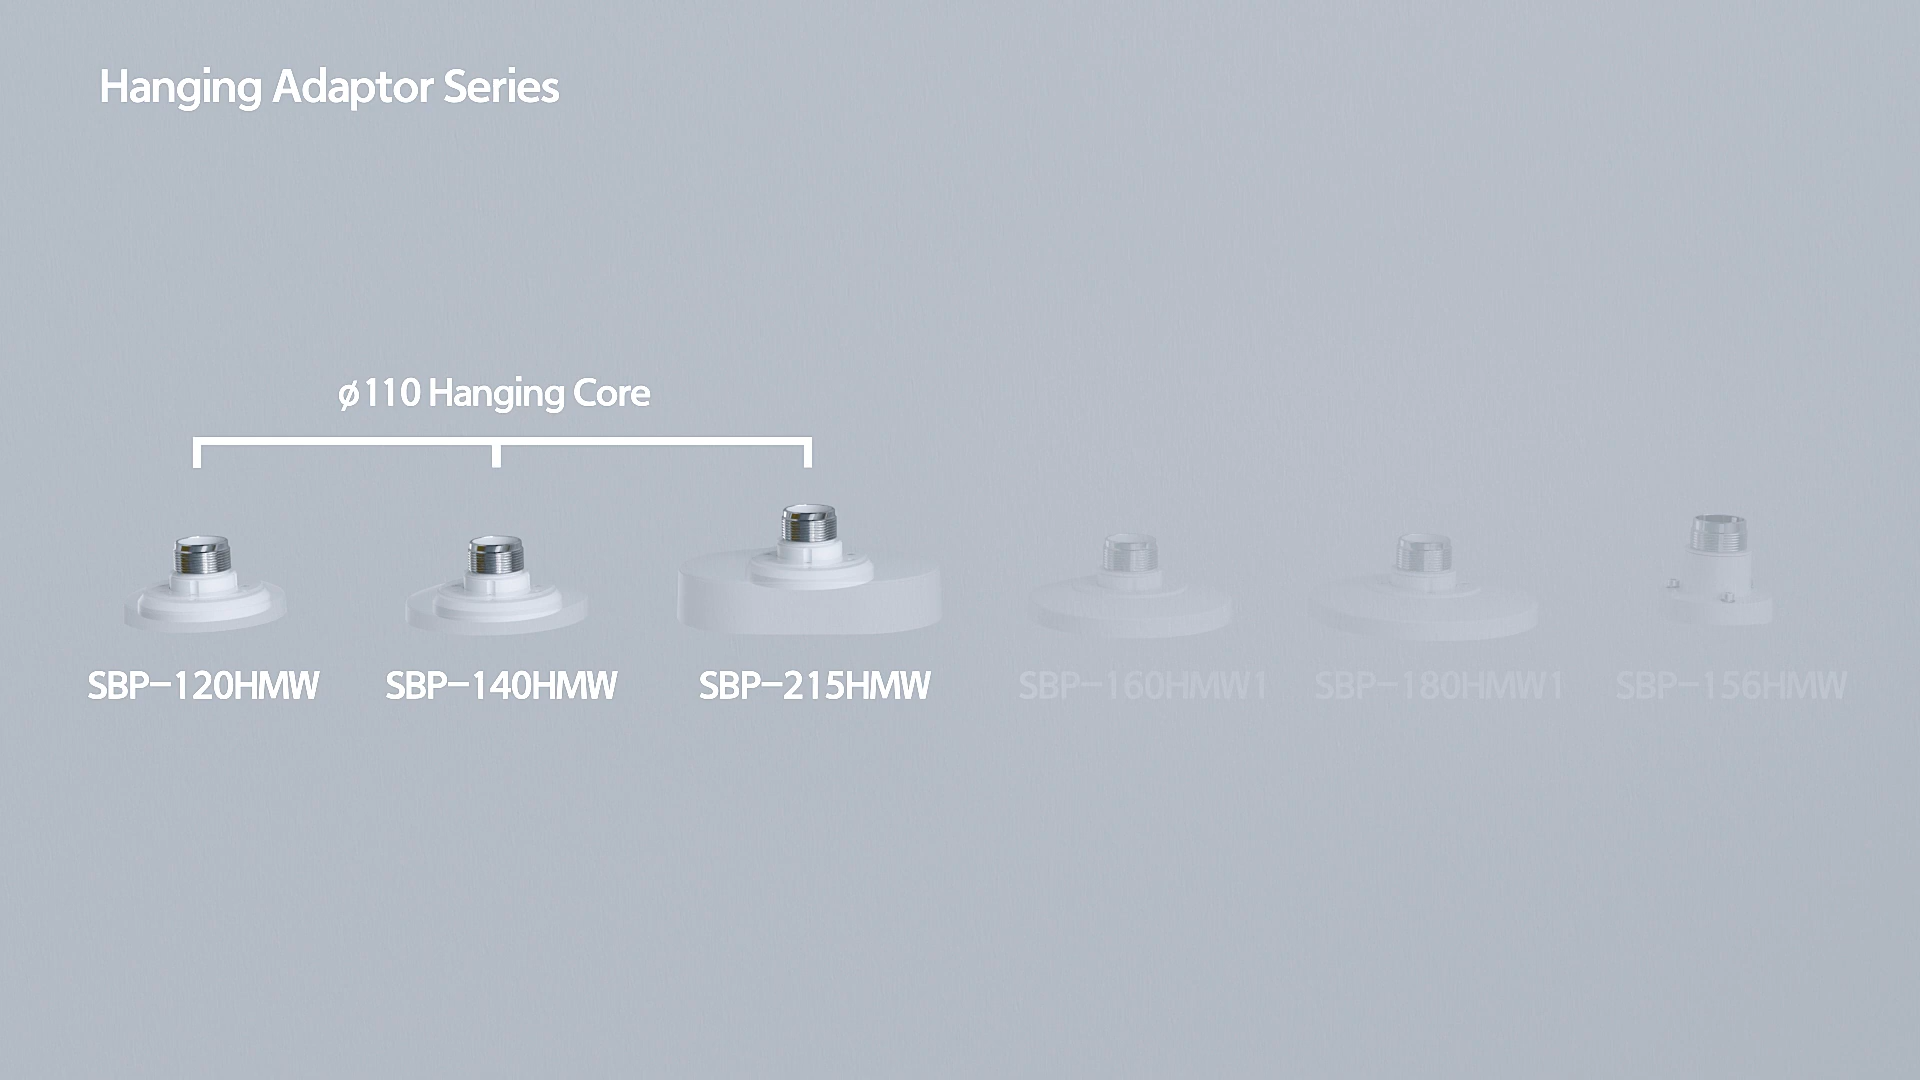 Hanging Adaptor Series
ø110 Hanging Core
SBP-120HMW
SBP-140HMW
SBP-215HMW
SBP-160HMW1
SBP-180HMW1
SBP-156HMW